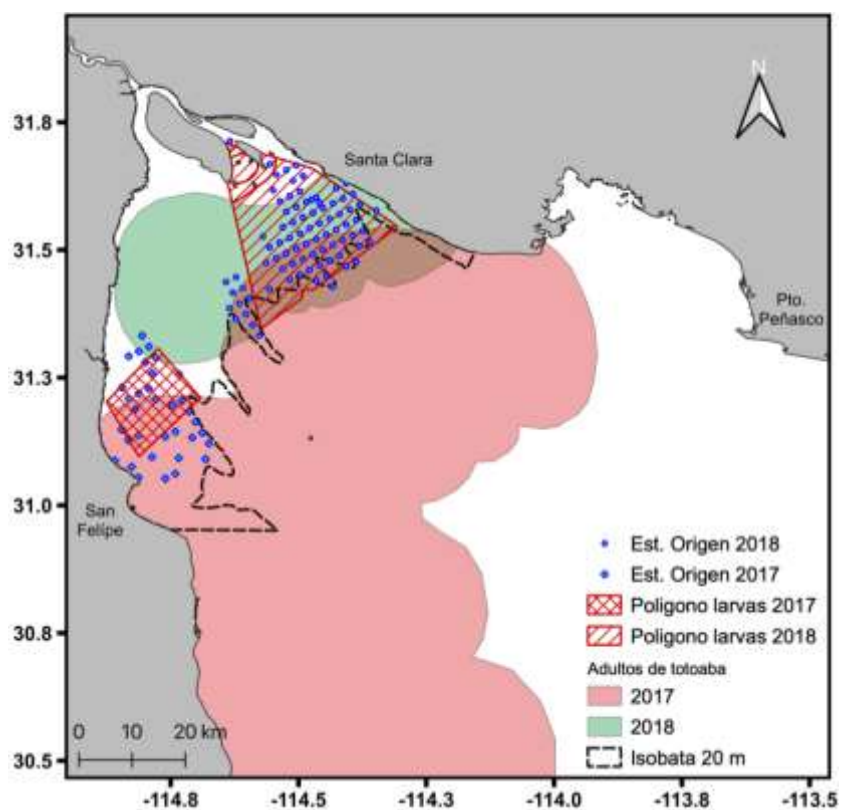 N
31.8
Santa Clara
31.5
Pto.
Peñasco
31.3
31.0
San
Felipe
Est. Origen 2018
Est. Origen 2017
Poligono larvas 2017
Poligono larvas 2018
30.8
Adultos de totoaba
2017
2018
0 10 20 km
Isobata 20 m
30.5
-114.8 -114.5 -114.3 -114.0 -113.8 -113.5